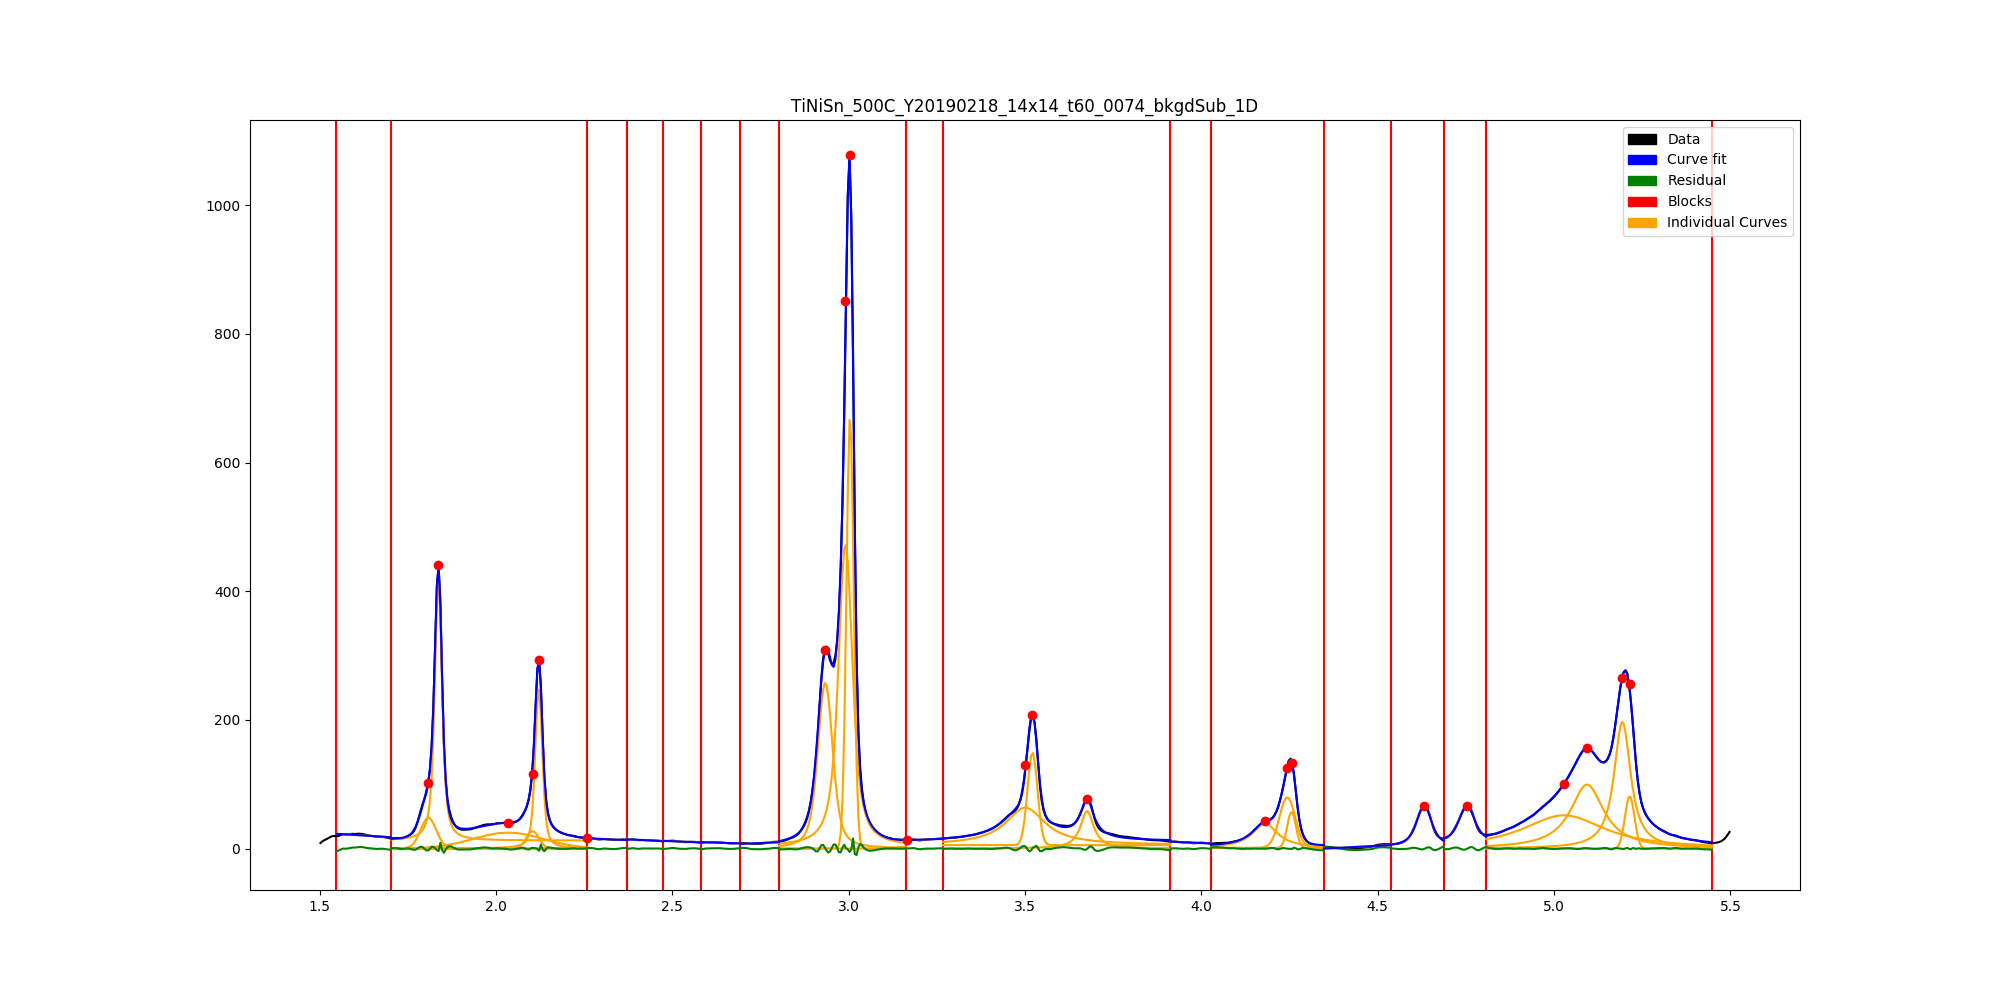 TiNiSn_500C_Y20190218_14x14_t60_0074_bkgdSub_1D
Data
Curve fit
Residual
Blocks
Individual Curves
1000
800
600
400
200
0
1.5 2.0 2.5 3.0 3.5 4.0 4.5 5.0 5.5